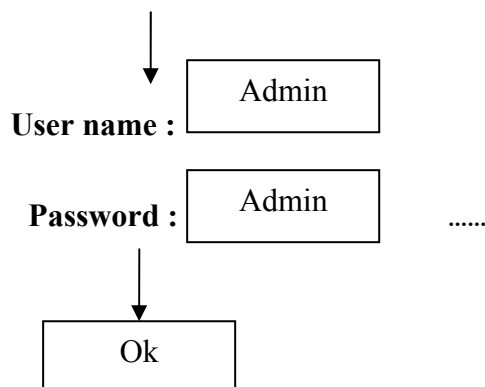 Admin
User name :
Admin
Password : ......
Ok